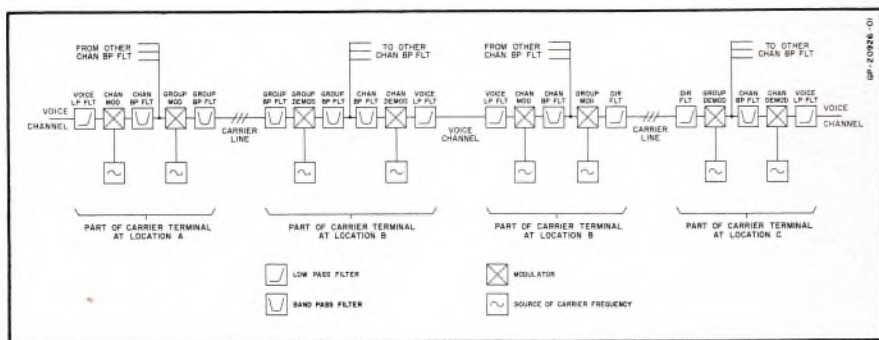 GP-20926-01
FROM OTHER
CHAN BP FLT
TO OTHER
CHAN BP FLT
FROM OTHER
CHAN BP FLT
TO OTHER
CHAN BP FLT
VOICE LP FLT
CHAN MOD
CHAN BP FLT
GROUP MOD
GROUP BP FLT
GROUP BP FLT
GROUP DEMOD
GROUP BP FLT
CHAN BP FLT
CHAN DEMOD
VOICE LP FLT
VOICE LP FLT
CHAN MOD
CHAN BP FLT
GROUP MOD
DIR FLT
DIR FLT
GROUP DEMOD
CHAN BP FLT
CHAN DEMOD
VOICE LP FLT
VOICE
CHANNEL
CARRIER
LINE
VOICE
CHANNEL
CARRIER
LINE
VOICE
CHANNEL
PART OF CARRIER TERMINAL
AT LOCATION A
PART OF CARRIER TERMINAL
AT LOCATION B
PART OF CARRIER TERMINAL
AT LOCATION B
PART OF CARRIER TERMINAL
AT LOCATION C
LOW PASS FILTER
MODULATOR
BAND PASS FILTER
SOURCE OF CARRIER FREQUENCY